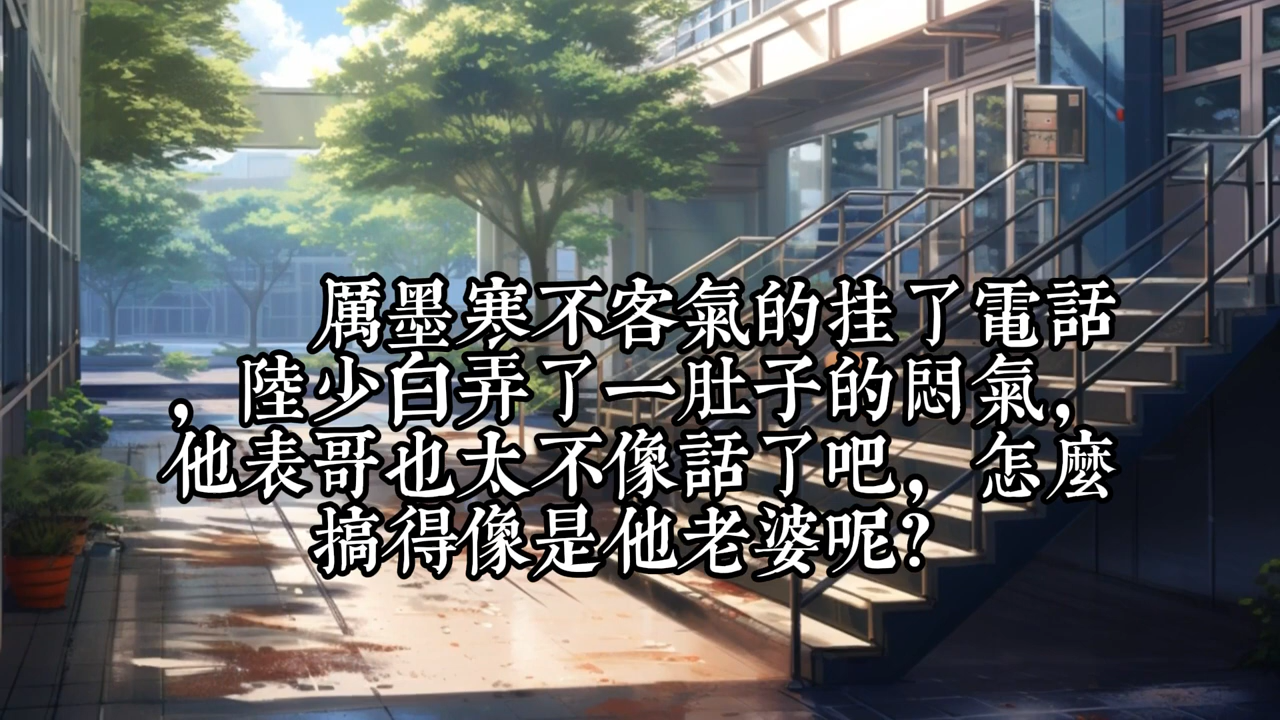 厲墨寒不客氣的挂了電話
，陸少白弄了一肚子的悶氣，
他表哥也太不像話了吧，怎麼
搞得像是他老婆呢？